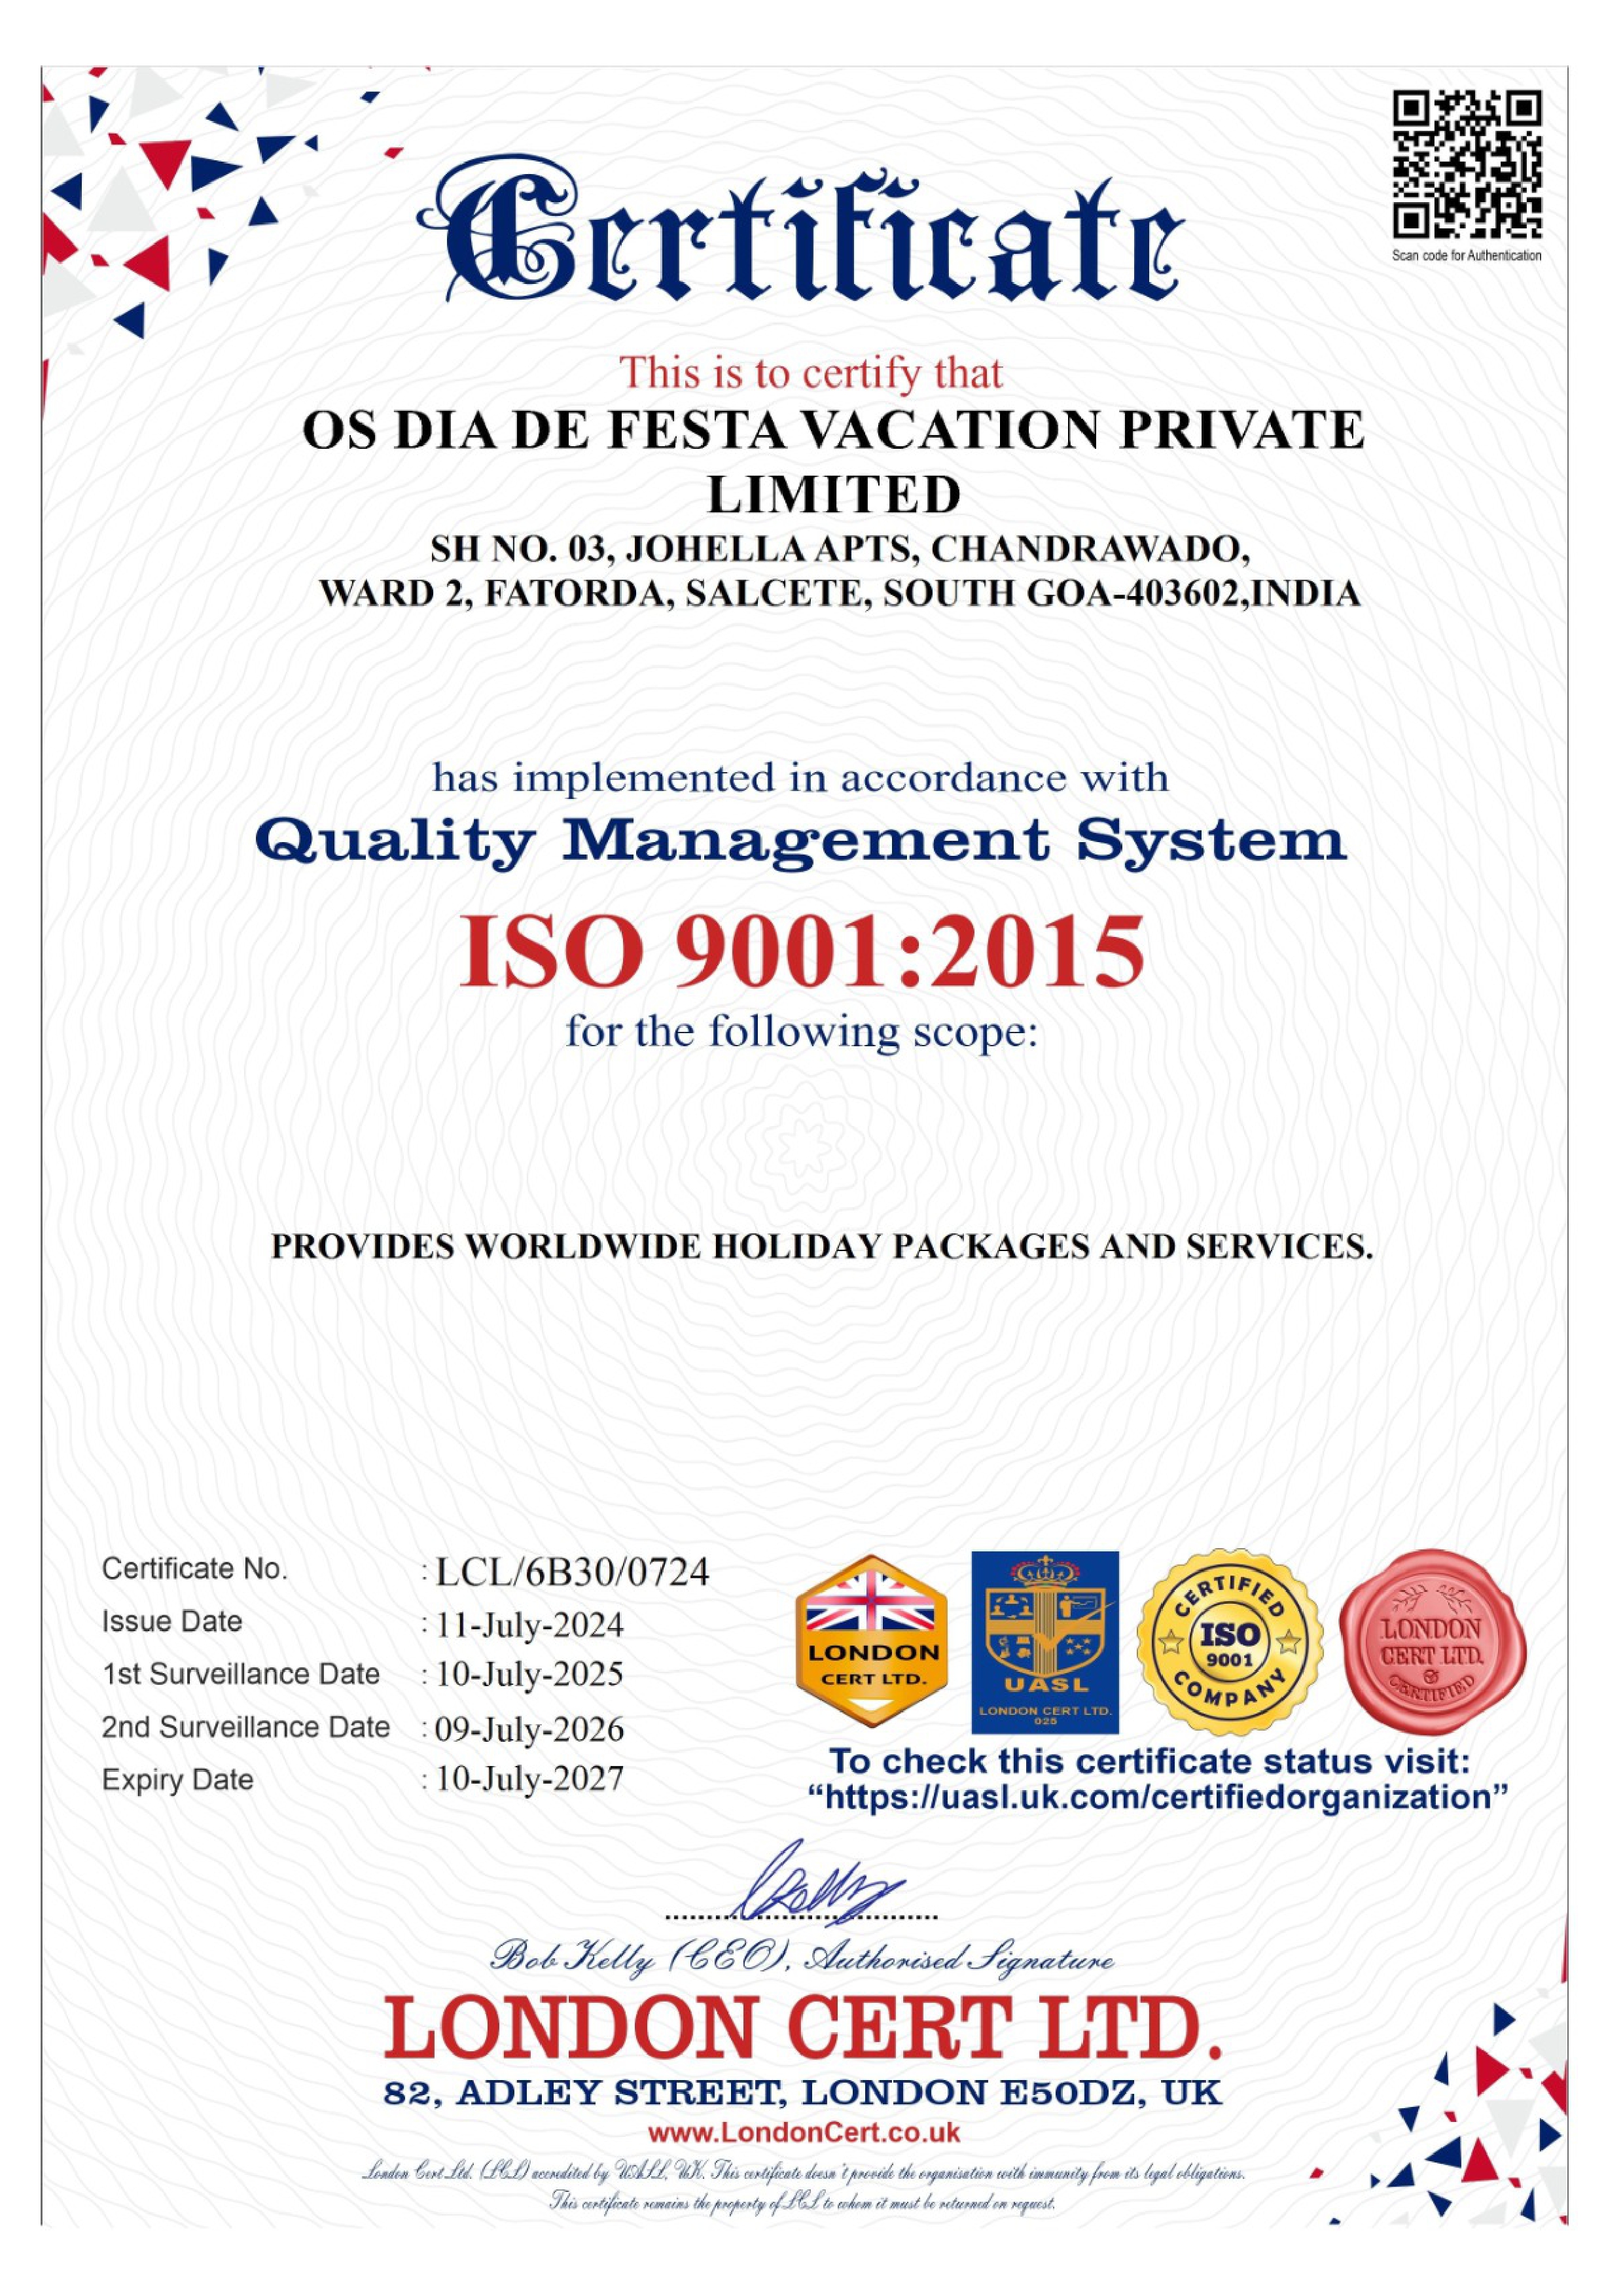 Scan code for Authentication
Certificate
This is to certify that
OS DIA DE FESTA VACATION PRIVATE
LIMITED
SH NO. 03, JOHELLA APTS, CHANDRAWADO,
WARD 2, FATORDA, SALCETE, SOUTH GOA-403602,INDIA
has implemented in accordance with
Quality Management System
ISO 9001:2015
for the following scope:
PROVIDES WORLDWIDE HOLIDAY PACKAGES AND SERVICES.
Certificate No. : LCL/6B30/0724
Issue Date : 11-July-2024
1st Surveillance Date : 10-July-2025
2nd Surveillance Date : 09-July-2026
Expiry Date : 10-July-2027
LONDON
CERT LTD.
UASL
LONDON CERT LTD.
025
CERTIFIED
ISO
9001
COMPANY
LONDON
CERT LTD.
CERTIFIED
To check this certificate status visit:
“https://uasl.uk.com/certifiedorganization”
Bob Kelly (CEO), Authorised Signature
LONDON CERT LTD.
82, ADLEY STREET, LONDON E50DZ, UK
www.LondonCert.co.uk
London Cert Ltd. (LCL) accredited by UASL, UK. This certificate doesn't provide the organisation with immunity from its legal obligations.
This certificate remains the property of LCL to whom it must be returned on request.